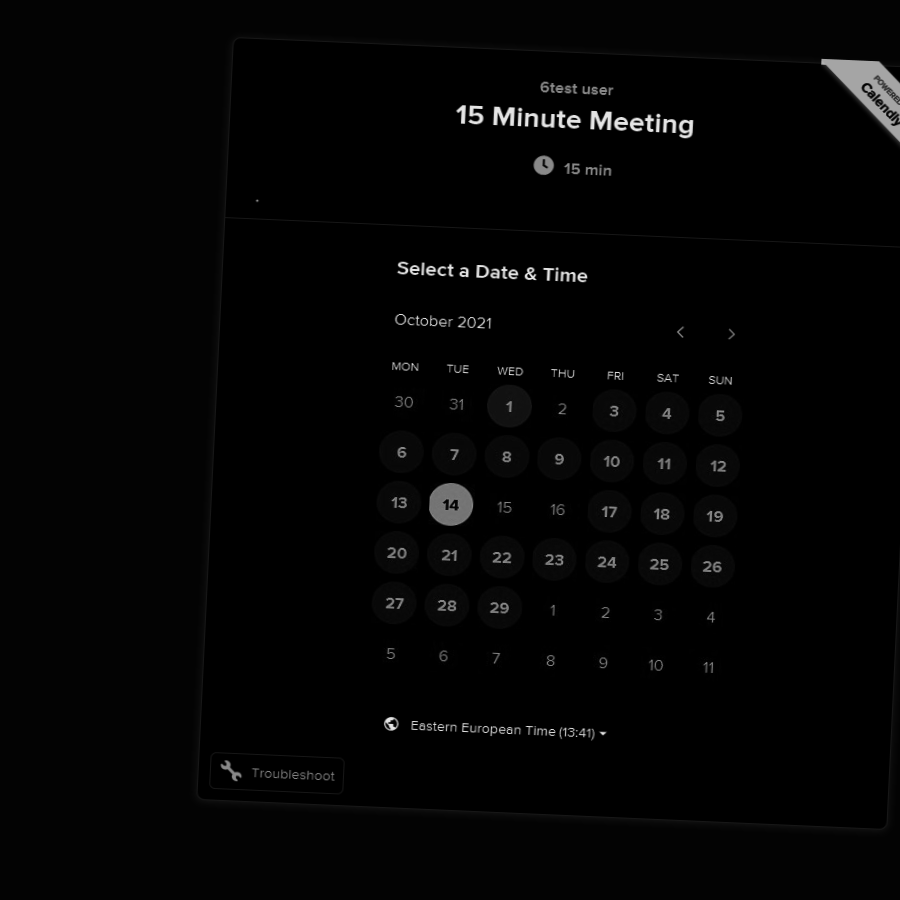 6test user
15 Minute Meeting
15 min
POWERED
Calendly
Select a Date & Time
October 2021
MON TUE WED THU FRI SAT SUN
30 31 1 2 3 4 5
6 7 8 9 10 11 12
13 14 15 16 17 18 19
20 21 22 23 24 25 26
27 28 29 1 2 3 4
5 6 7 8 9 10 11
Eastern European Time (13:41)
Troubleshoot